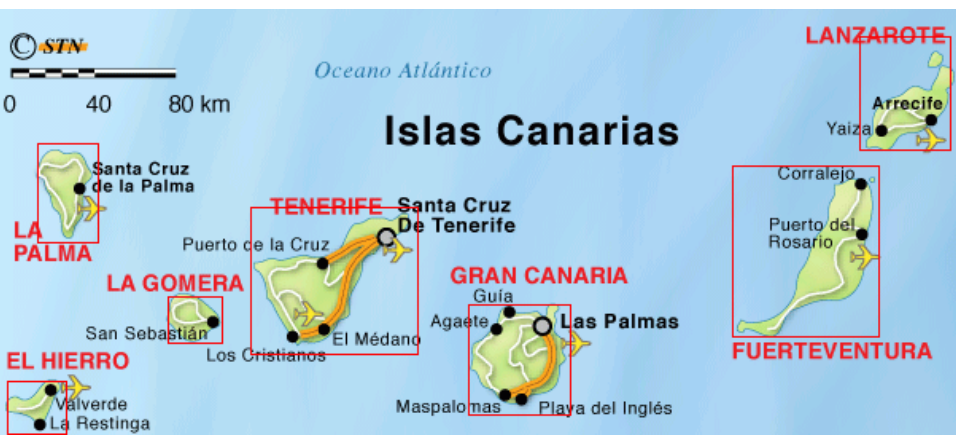 © STN
0 40 80 km
Oceano Atlántico
Islas Canarias
LANZAROTE
Arrecife
Yaiza
Corralejo
Puerto del
Rosario
FUERTEVENTURA
Santa Cruz
de la Palma
LA
PALMA
TENERIFE
Santa Cruz
De Tenerife
Puerto de la Cruz
El Médano
Los Cristianos
LA GOMERA
San Sebastián
GRAN CANARIA
Guía
Agaete
Las Palmas
Maspalomas
Playa del Inglés
EL HIERRO
Valverde
La Restinga